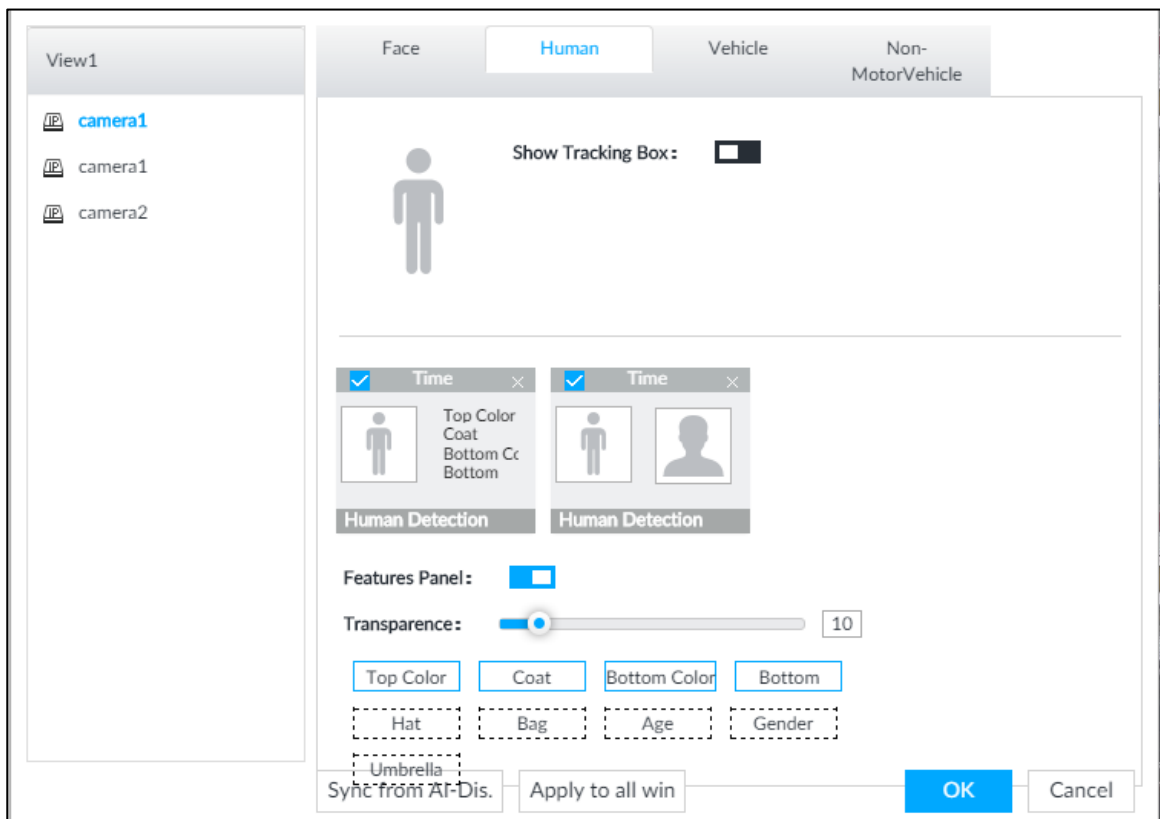 View1
camera1
camera1
camera2
Face
Human
Vehicle
Non-
MotorVehicle
Show Tracking Box :
Time
Top Color
Coat
Bottom Cc
Bottom
Human Detection
Time
Human Detection
Features Panel :
Transparence :
10
Top Color
Coat
Bottom Color
Bottom
Hat
Bag
Age
Gender
Umbrella
Sync from AI-Dis.
Apply to all win
OK
Cancel